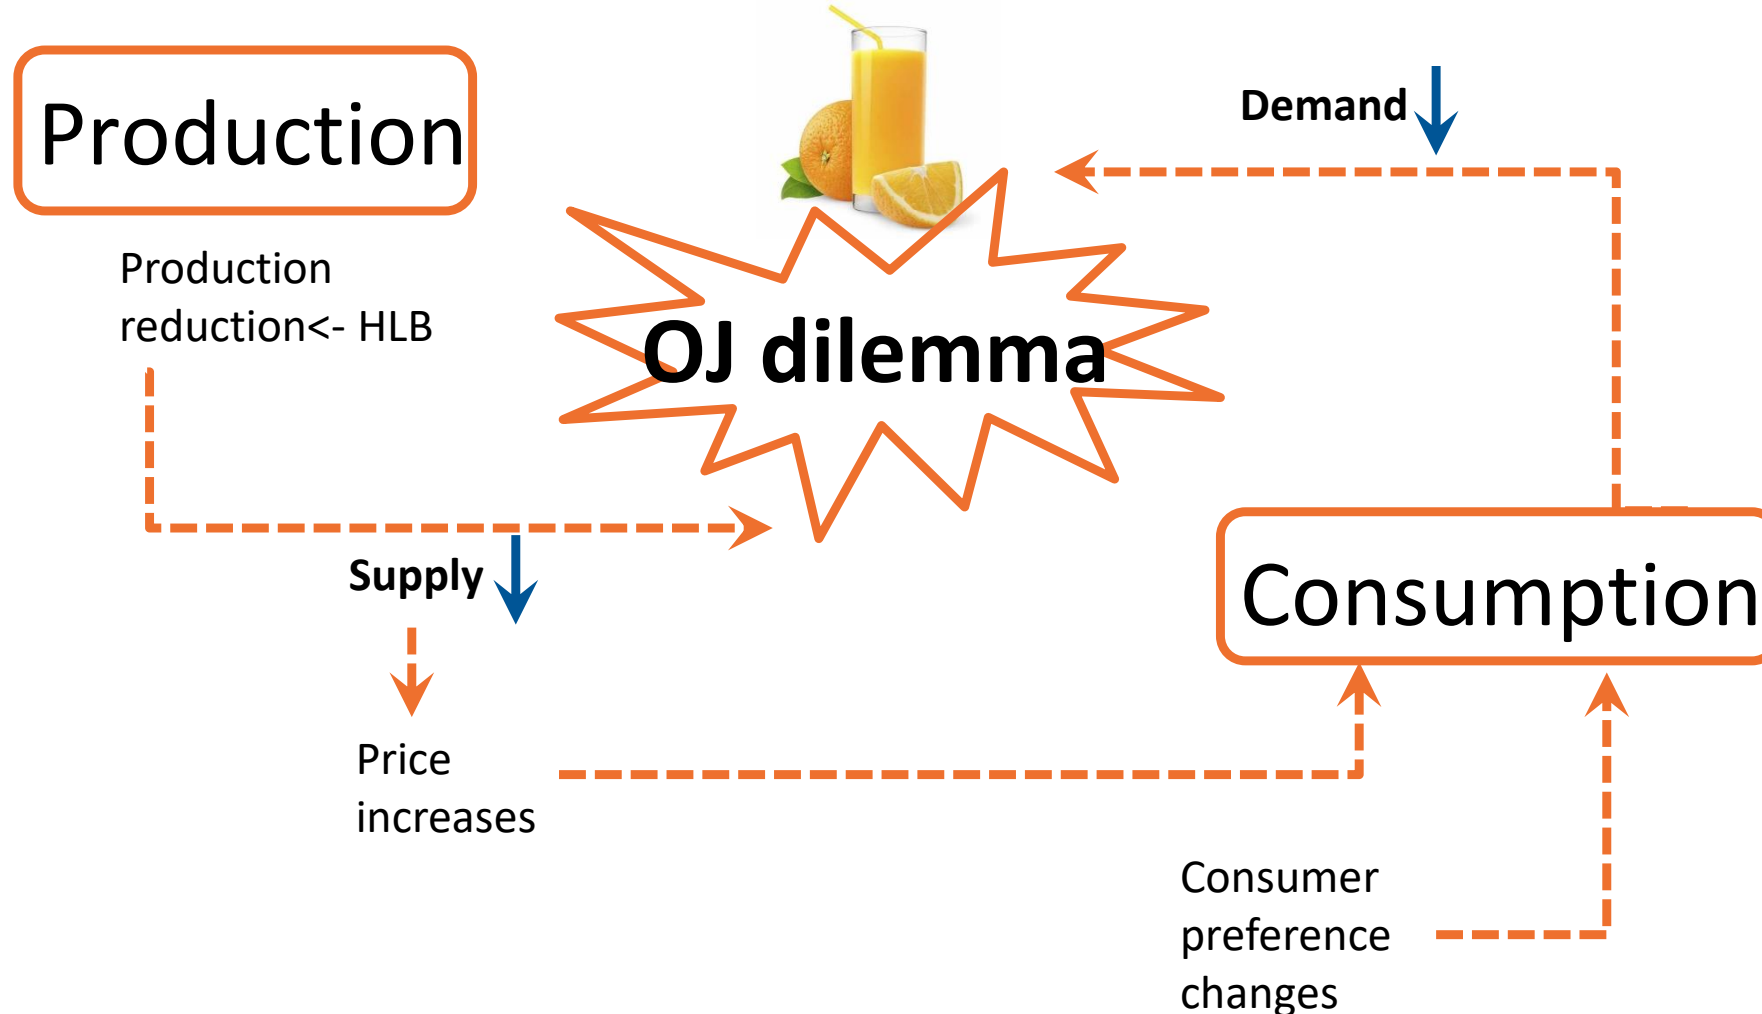 Production
Production
reduction<- HLB
OJ dilemma
Demand
Supply
Price
increases
Consumption
Consumer
preference
changes